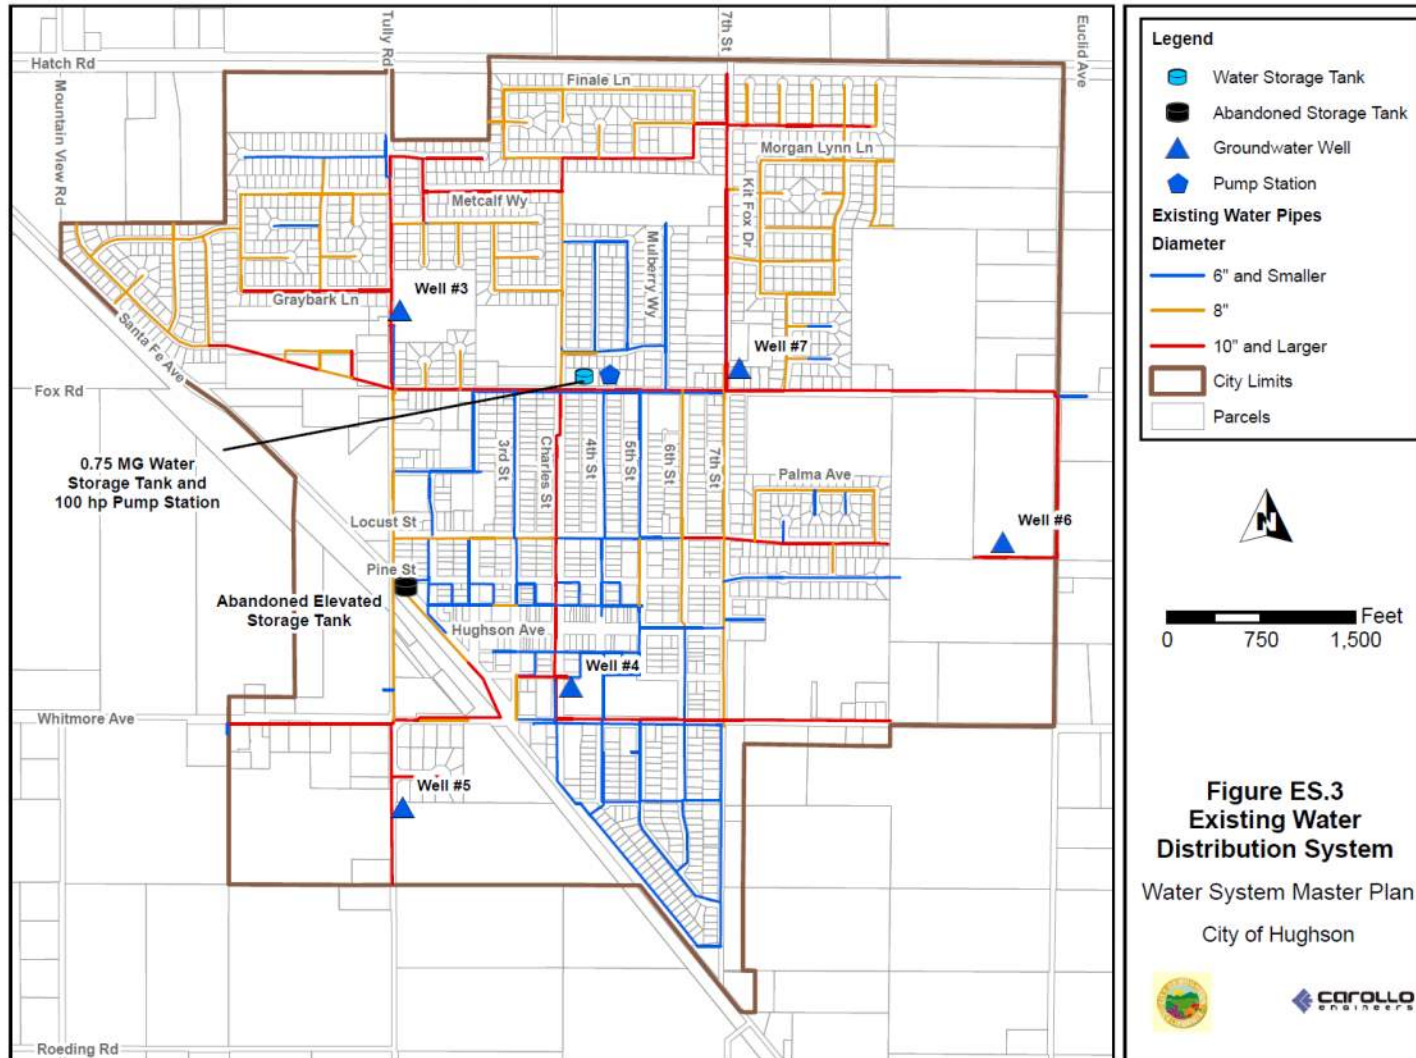 Hatch Rd
Mountain View Rd
Tully Rd
7th St
Euclid Ave
Finale Ln
Morgan Lynn Ln
Metcalf Wy
Kit Fox Dr
Mulberry Wy
Graybark Ln
Well #3
Santa Fe Ave
Well #7
Fox Rd
0.75 MG Water
Storage Tank and
100 hp Pump Station
3rd St
Charles St
4th St
5th St
6th St
7th St
Palma Ave
Locust St
Well #6
Pine St
Abandoned Elevated
Storage Tank
Hughson Ave
Well #4
Whitmore Ave
Well #5
Roeding Rd
Legend
Water Storage Tank
Abandoned Storage Tank
Groundwater Well
Pump Station
Existing Water Pipes
Diameter
6" and Smaller
8"
10" and Larger
City Limits
Parcels
N
Feet
0 750 1,500
Figure ES.3
Existing Water
Distribution System
Water System Master Plan
City of Hughson
carollo
engineers